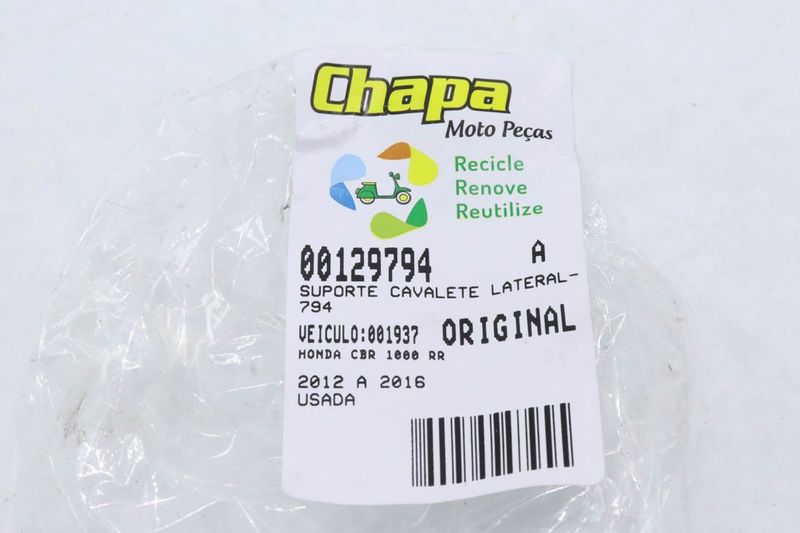 Chapa
Moto Peças
Recicle
Renove
Reutilize
00129794 A
SUPORTE CAVALETE LATERAL-
794
VEICULO:001937 ORIGINAL
HONDA CBR 1000 RR
2012 A 2016
USADA